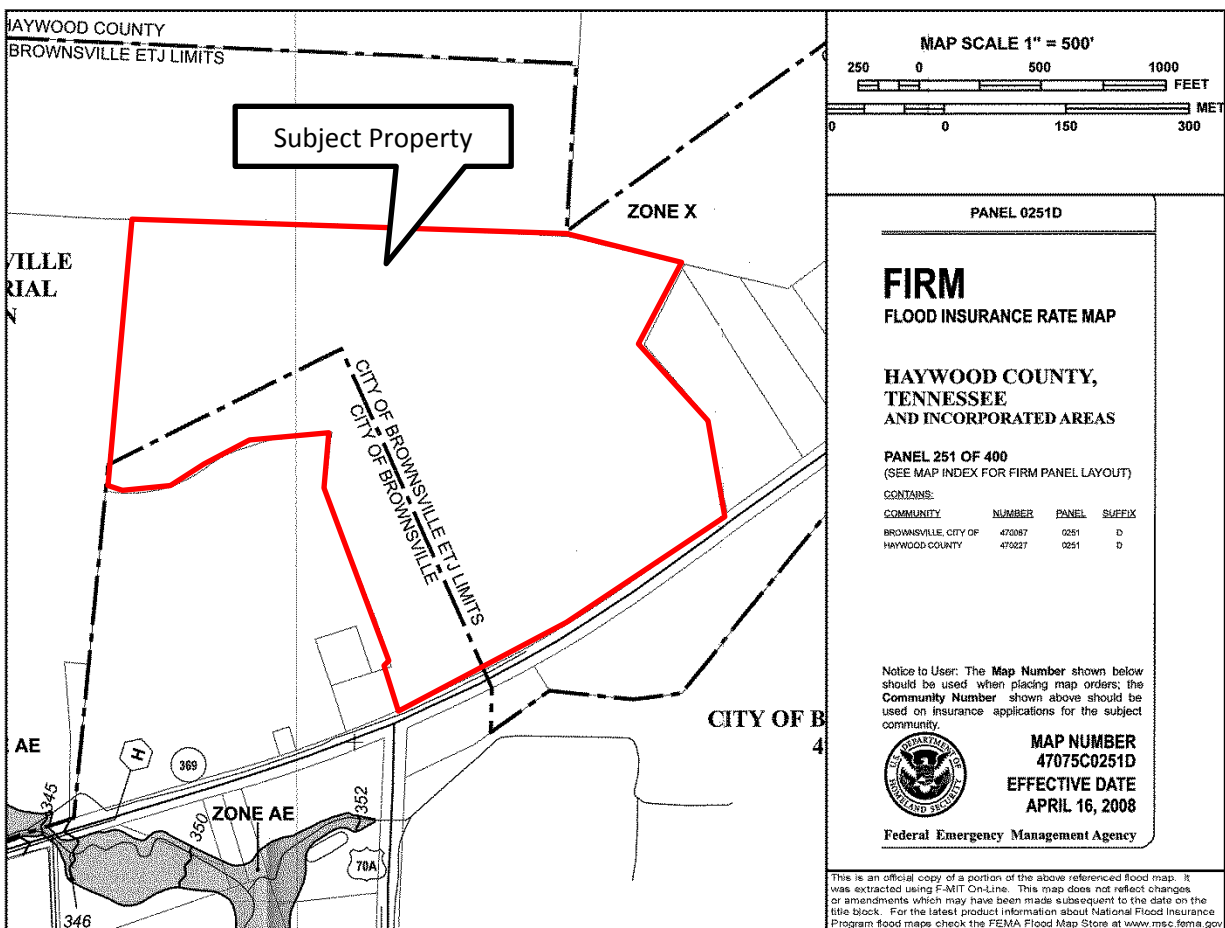 HAYWOOD COUNTY
BROWNSVILLE ETJ LIMITS
Subject Property
ZONE X
VILLE
RIAL
N
CITY OF BROWNSVILLE ETJ LIMITS
CITY OF BROWNSVILLE
CITY OF B
4
AE
H
369
345
350
ZONE AE
352
70A
346
MAP SCALE 1" = 500'
250 0 500 1000
FEET
MET
0 0 150 300
PANEL 0251D
FIRM
FLOOD INSURANCE RATE MAP
HAYWOOD COUNTY,
TENNESSEE
AND INCORPORATED AREAS
PANEL 251 OF 400
(SEE MAP INDEX FOR FIRM PANEL LAYOUT)
CONTAINS:
COMMUNITY NUMBER PANEL SUFFIX
BROWNSVILLE, CITY OF 470087 0251 D
HAYWOOD COUNTY 470227 0251 D
Notice to User: The Map Number shown below
should be used when placing map orders; the
Community Number shown above should be
used on insurance applications for the subject
community.
U.S. DEPARTMENT OF HOMELAND SECURITY
MAP NUMBER
47075C0251D
EFFECTIVE DATE
APRIL 16, 2008
Federal Emergency Management Agency
This is an official copy of a portion of the above referenced flood map. It
was extracted using F-MIT On-Line. This map does not reflect changes
or amendments which may have been made subsequent to the date on the
title block. For the latest product information about National Flood Insurance
Program flood maps check the FEMA Flood Map Store at www.msc.fema.gov